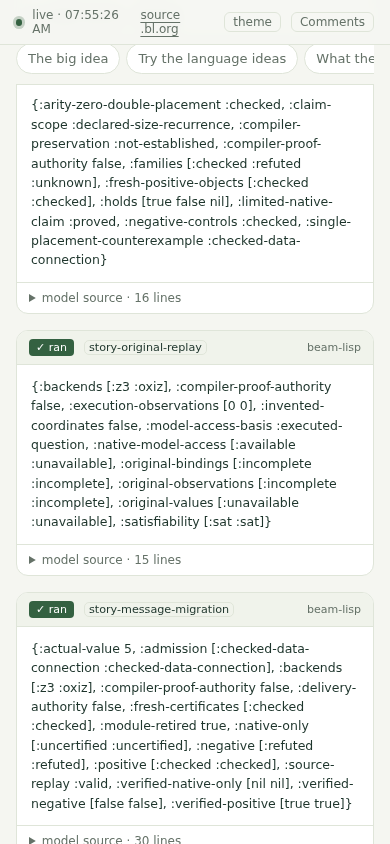 live · 07:55:26 AM
source.bl.org
theme
Comments
The big idea
Try the language ideas
What the
{:arity-zero-double-placement :checked, :claim-
scope :declared-size-recurrence, :compiler-
preservation :not-established, :compiler-proof-
authority false, :families [:checked :refuted
:unknown], :fresh-positive-objects [:checked
:checked], :holds [true false nil], :limited-native-
claim :proved, :negative-controls :checked, :single-
placement-counterexample :checked-data-
connection}
▶ model source · 16 lines
✓ ran story-original-replay beam-lisp
{:backends [:z3 :oxiz], :compiler-proof-authority
false, :execution-observations [0 0], :invented-
coordinates false, :model-access-basis :executed-
question, :native-model-access [:available
:unavailable], :original-bindings [:incomplete
:incomplete], :original-observations [:incomplete
:incomplete], :original-values [:unavailable
:unavailable], :satisfiability [:sat :sat]}
▶ model source · 15 lines
✓ ran story-message-migration beam-lisp
{:actual-value 5, :admission [:checked-data-
connection :checked-data-connection], :backends
[:z3 :oxiz], :compiler-proof-authority false, :delivery-
authority false, :fresh-certificates [:checked
:checked], :module-retired true, :native-only
[:uncertified :uncertified], :negative [:refuted
:refuted], :positive [:checked :checked], :source-
replay :valid, :verified-native-only [nil nil], :verified-
negative [false false], :verified-positive [true true]}
▶ model source · 30 lines